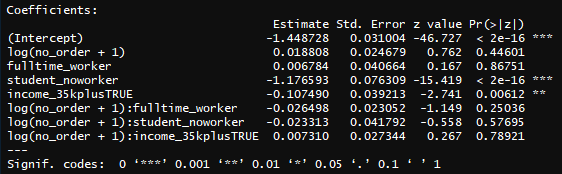 Coefficients:
Estimate Std. Error z value Pr(>|z|)
(Intercept) -1.448728 0.031004 -46.727 < 2e-16 ***
log(no_order + 1) 0.018808 0.024679 0.762 0.44601
fulltime_worker 0.006784 0.040664 0.167 0.86751
student_noworker -1.176593 0.076309 -15.419 < 2e-16 ***
income_35kplusTRUE -0.107490 0.039213 -2.741 0.00612 **
log(no_order + 1):fulltime_worker -0.026498 0.023052 -1.149 0.25036
log(no_order + 1):student_noworker -0.023313 0.041792 -0.558 0.57695
log(no_order + 1):income_35kplusTRUE 0.007310 0.027344 0.267 0.78921
---
Signif. codes: 0 ‘***’ 0.001 ‘**’ 0.01 ‘*’ 0.05 ‘.’ 0.1 ‘ ’ 1